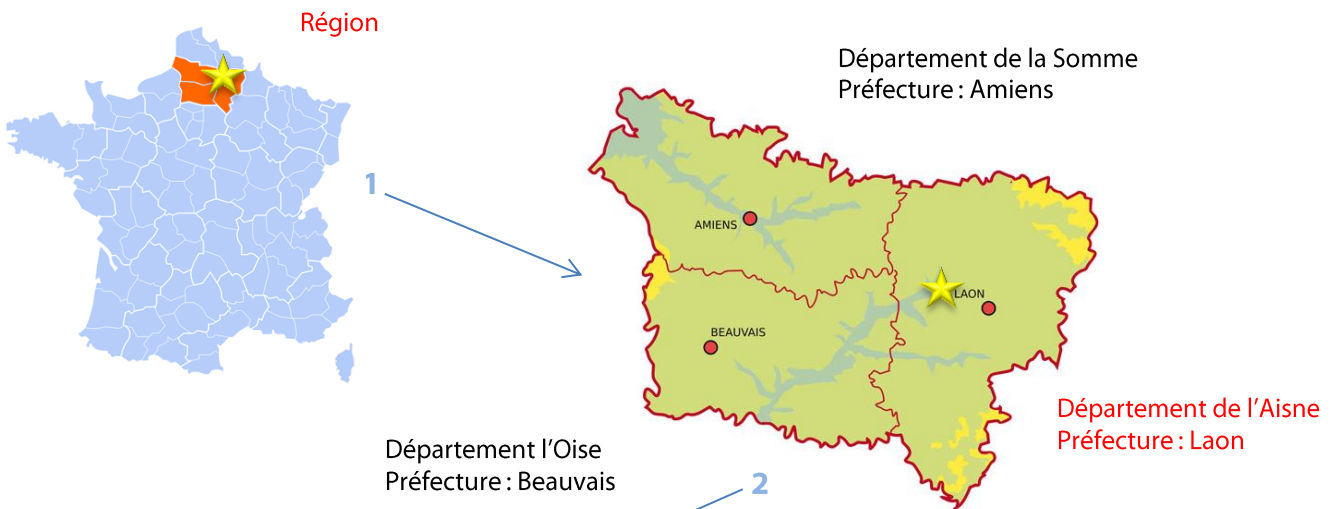 Région
Département de la Somme
Préfecture : Amiens
1
AMIENS
LAON
BEAUVAIS
Département de l’Aisne
Préfecture : Laon
Département l’Oise
Préfecture : Beauvais
2